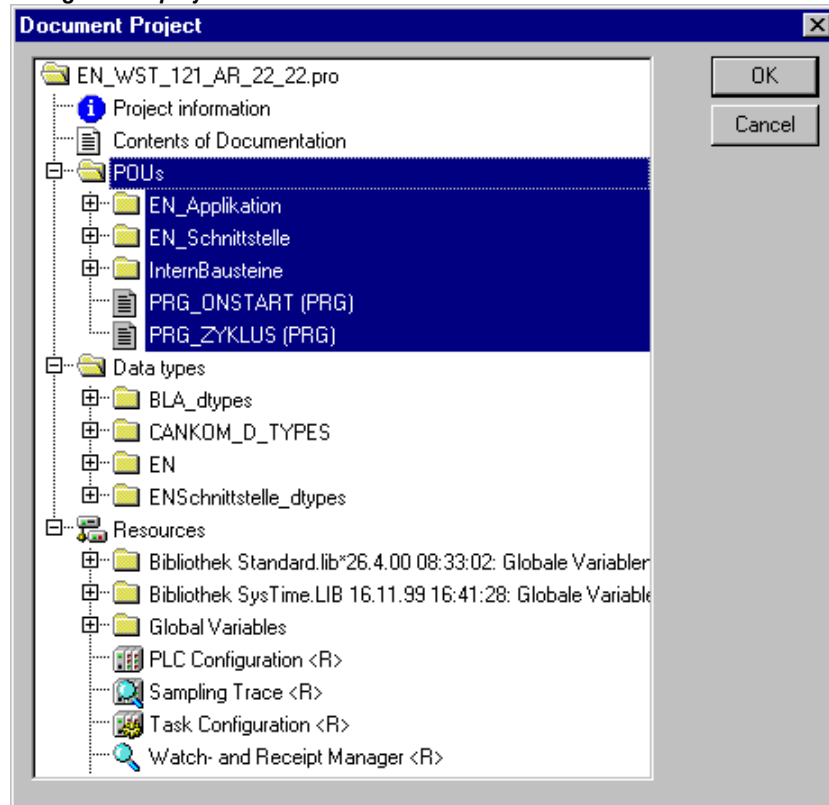 Document Project
EN_WST_121_AR_22_22.pro
OK
Project information
Cancel
Contents of Documentation
POUs
EN_Applikation
EN_Schnittstelle
InternBausteine
PRG_ONSTART (PRG)
PRG_ZYKLUS (PRG)
Data types
BLA_dtypes
CANKOM_D_TYPES
EN
ENSchnittstelle_dtypes
Resources
Bibliothek Standard.lib*26.4.00 08:33:02: Globale Variabler
Bibliothek SysTime.LIB 16.11.99 16:41:28: Globale Variable
Global Variables
PLC Configuration <R>
Sampling Trace <R>
Task Configuration <R>
Watch- and Receipt Manager <R>